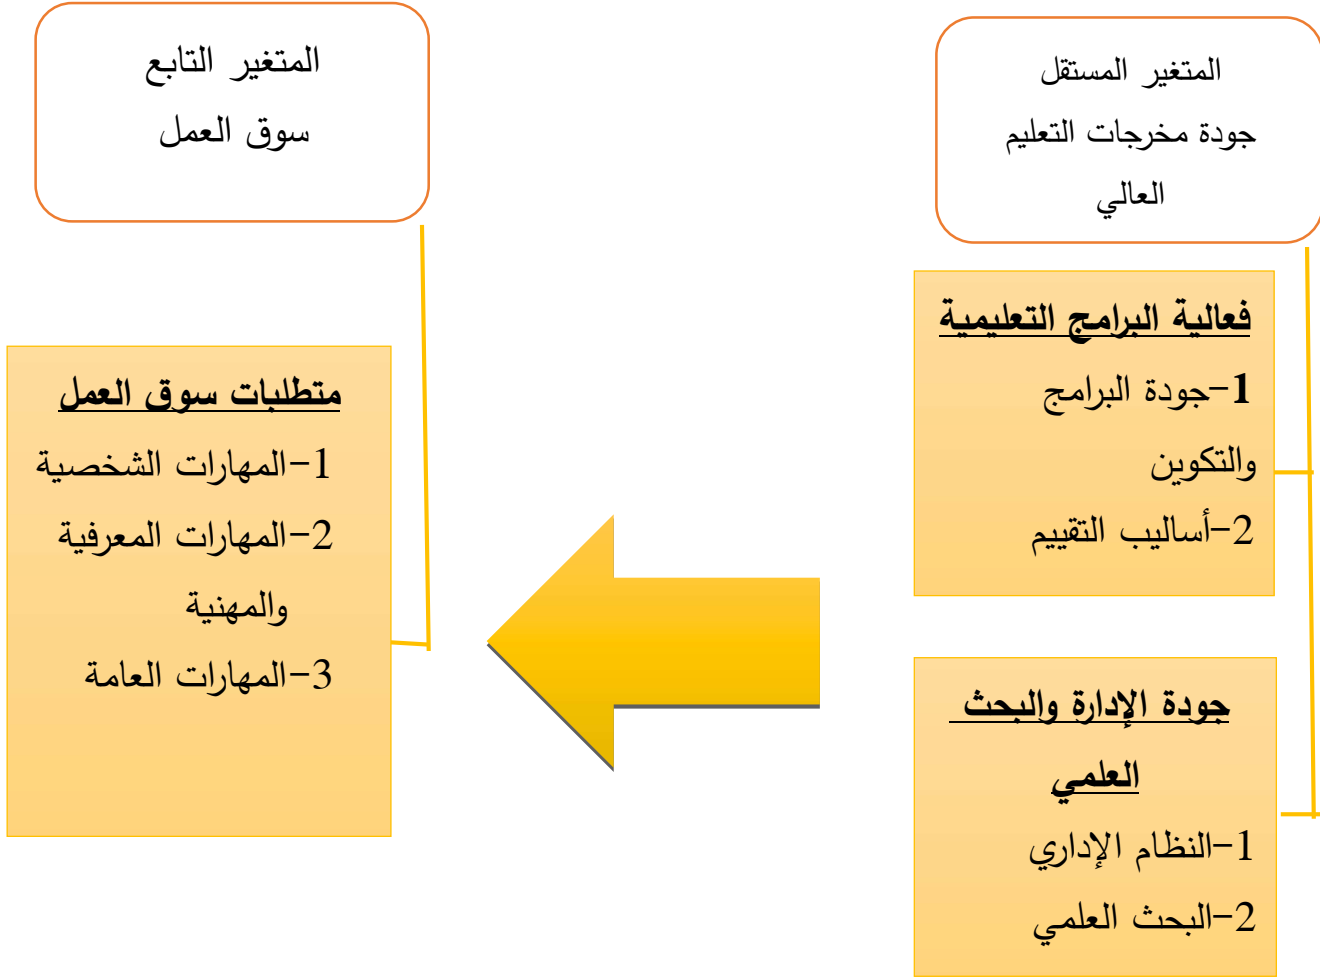 المتغير المستقل
جودة مخرجات التعليم
العالي
فعالية البرامج التعليمية
1-جودة البرامج
والتكوين
2-أساليب التقييم
جودة الإدارة والبحث
العلمي
1-النظام الإداري
2-البحث العلمي
المتغير التابع
سوق العمل
متطلبات سوق العمل
1-المهارات الشخصية
2-المهارات المعرفية
والمهنية
3-المهارات العامة